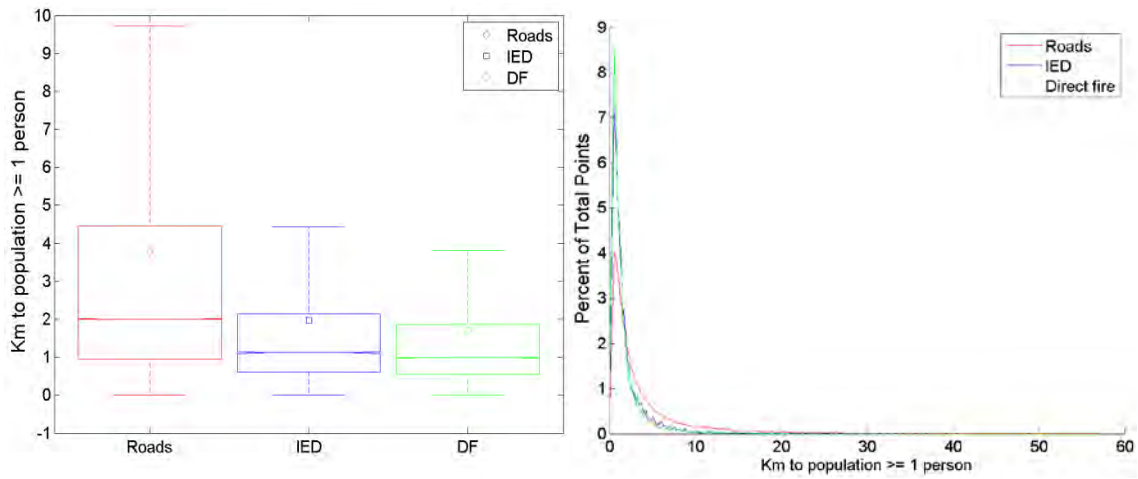 10
9
8
7
6
5
4
3
2
1
0
-1
Km to population >= 1 person
Roads
IED
DF
Roads
IED
DF
9
8
7
6
5
4
3
2
1
0
Percent of Total Points
Roads
IED
Direct fire
0 10 20 30 40 50 60
Km to population >= 1 person